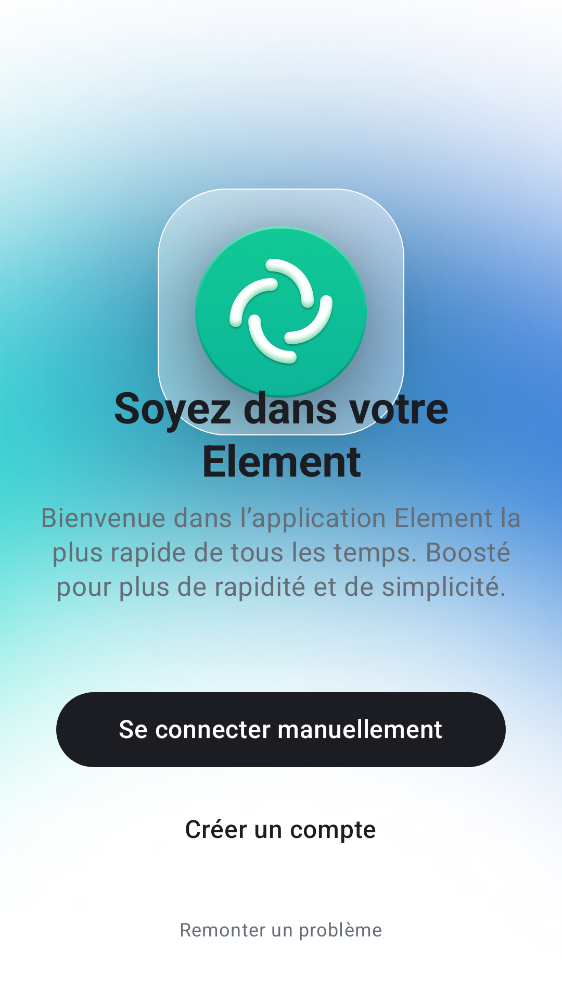 Soyez dans votre
Element
Bienvenue dans l’application Element la
plus rapide de tous les temps. Boosté
pour plus de rapidité et de simplicité.
Se connecter manuellement
Créer un compte
Remonter un problème